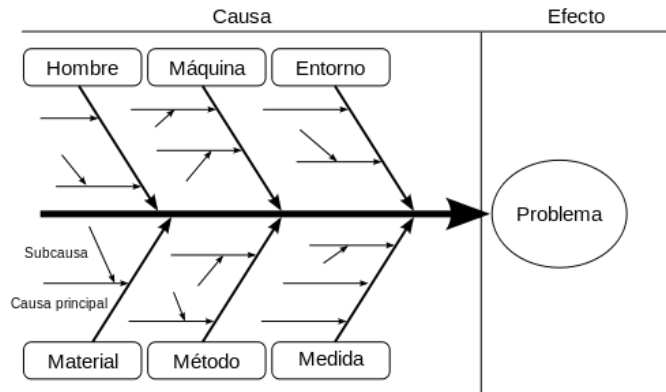 Causa
Efecto
Hombre
Máquina
Entorno
Problema
Subcausa
Causa principal
Material
Método
Medida